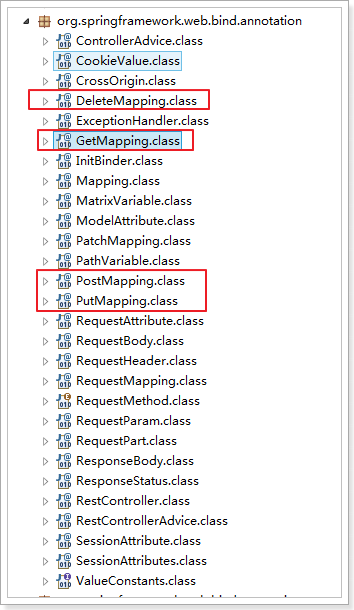 org.springframework.web.bind.annotation
ControllerAdvice.class
CookieValue.class
CrossOrigin.class
DeleteMapping.class
ExceptionHandler.class
GetMapping.class
InitBinder.class
Mapping.class
MatrixVariable.class
ModelAttribute.class
PatchMapping.class
PathVariable.class
PostMapping.class
PutMapping.class
RequestAttribute.class
RequestBody.class
RequestHeader.class
RequestMapping.class
RequestMethod.class
RequestParam.class
RequestPart.class
ResponseBody.class
ResponseStatus.class
RestController.class
RestControllerAdvice.class
SessionAttribute.class
SessionAttributes.class
ValueConstants.class